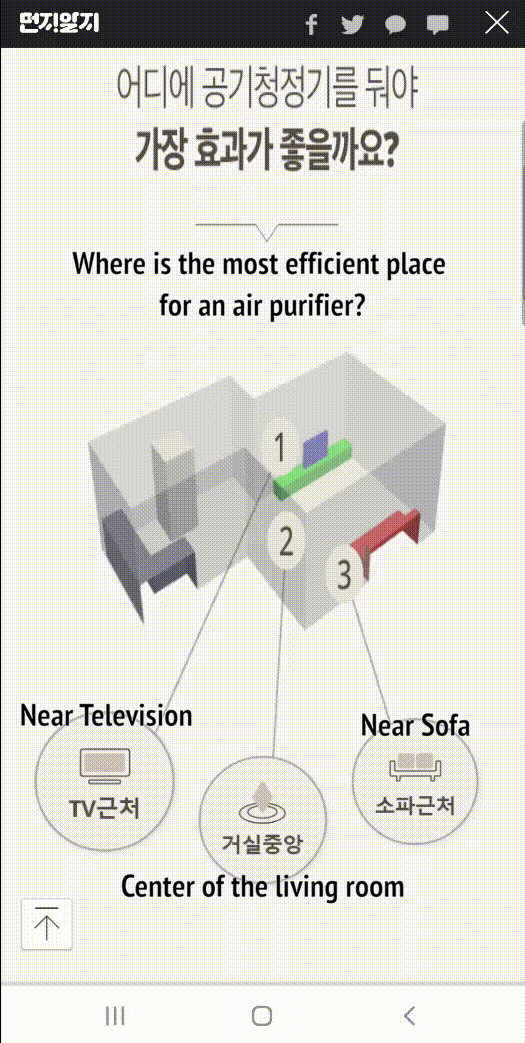 먼지알지
어디에 공기청정기를 둬야
가장 효과가 좋을까요?
Where is the most efficient place
for an air purifier?
1
2
3
Near Television
Near Sofa
TV근처
소파근처
거실중앙
Center of the living room